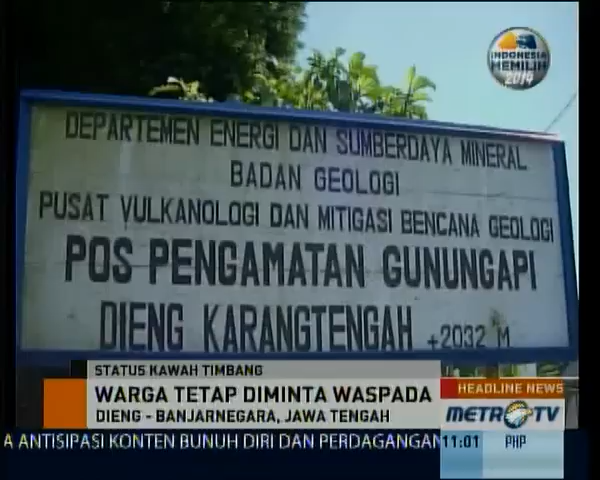 INDONESIA
MEMILIH
2014
DEPARTEMEN ENERGI DAN SUMBERDAYA MINERAL
BADAN GEOLOGI
PUSAT VULKANOLOGI DAN MITIGASI BENCANA GEOLOGI
POS PENGAMATAN GUNUNGAPI
DIENG KARANGTENGAH +2032 M
STATUS KAWAH TIMBANG
WARGA TETAP DIMINTA WASPADA
DIENG - BANJARNEGARA, JAWA TENGAH
HEADLINE NEWS
METRO TV
A ANTISIPASI KONTEN BUNUH DIRI DAN PERDAGANGAN
11:01
PHP